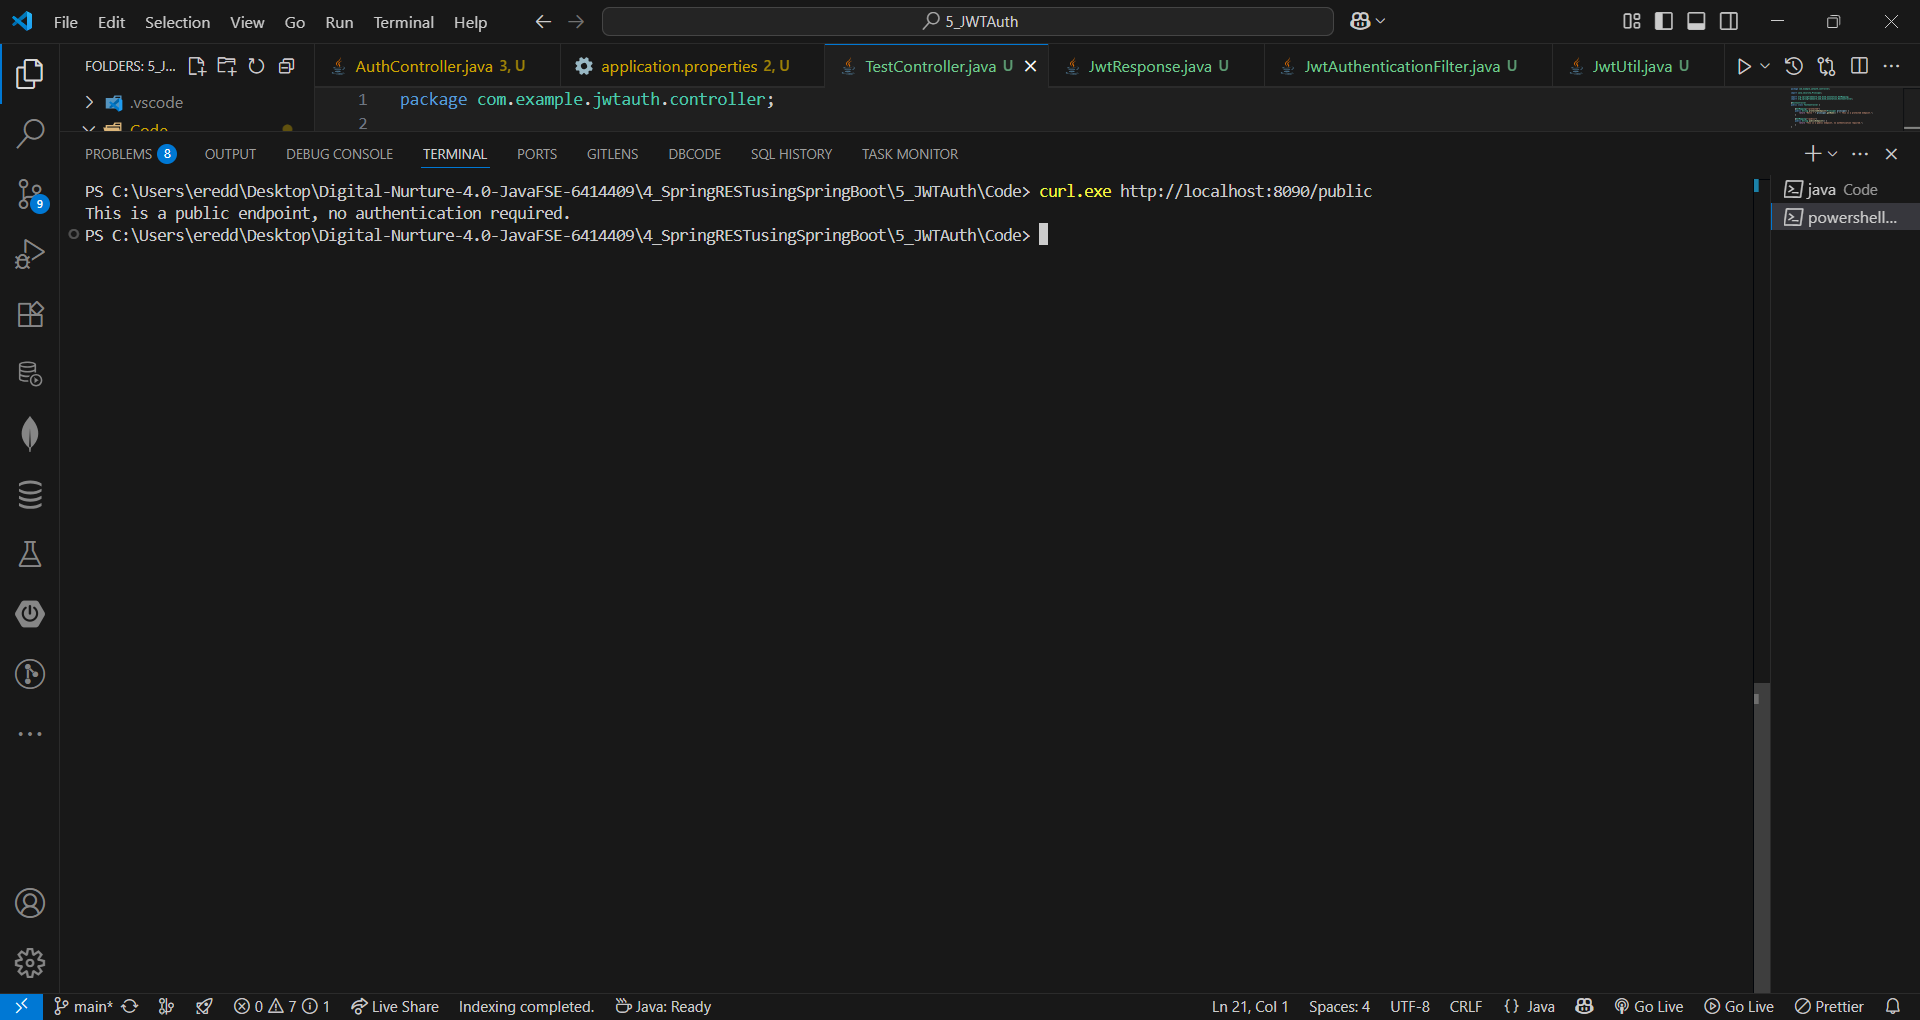 File Edit Selection View Go Run Terminal Help 5_JWTAuth
FOLDERS: 5_J... AuthController.java 3, U application.properties 2, U TestController.java U JwtResponse.java U JwtAuthenticationFilter.java U JwtUtil.java U
.vscode
Code
1 package com.example.jwtauth.controller;
2
PROBLEMS 8 OUTPUT DEBUG CONSOLE TERMINAL PORTS GITLENS DBCODE SQL HISTORY TASK MONITOR
PS C:\Users\eredd\Desktop\Digital-Nurture-4.0-JavaFSE-6414409\4_SpringRESTusingSpringBoot\5_JWTAuth\Code> curl.exe http://localhost:8090/public
This is a public endpoint, no authentication required.
PS C:\Users\eredd\Desktop\Digital-Nurture-4.0-JavaFSE-6414409\4_SpringRESTusingSpringBoot\5_JWTAuth\Code>
java Code
powershell...
9
main* 0 7 1 Live Share Indexing completed. Java: Ready Ln 21, Col 1 Spaces: 4 UTF-8 CRLF {} Java Go Live Go Live Prettier